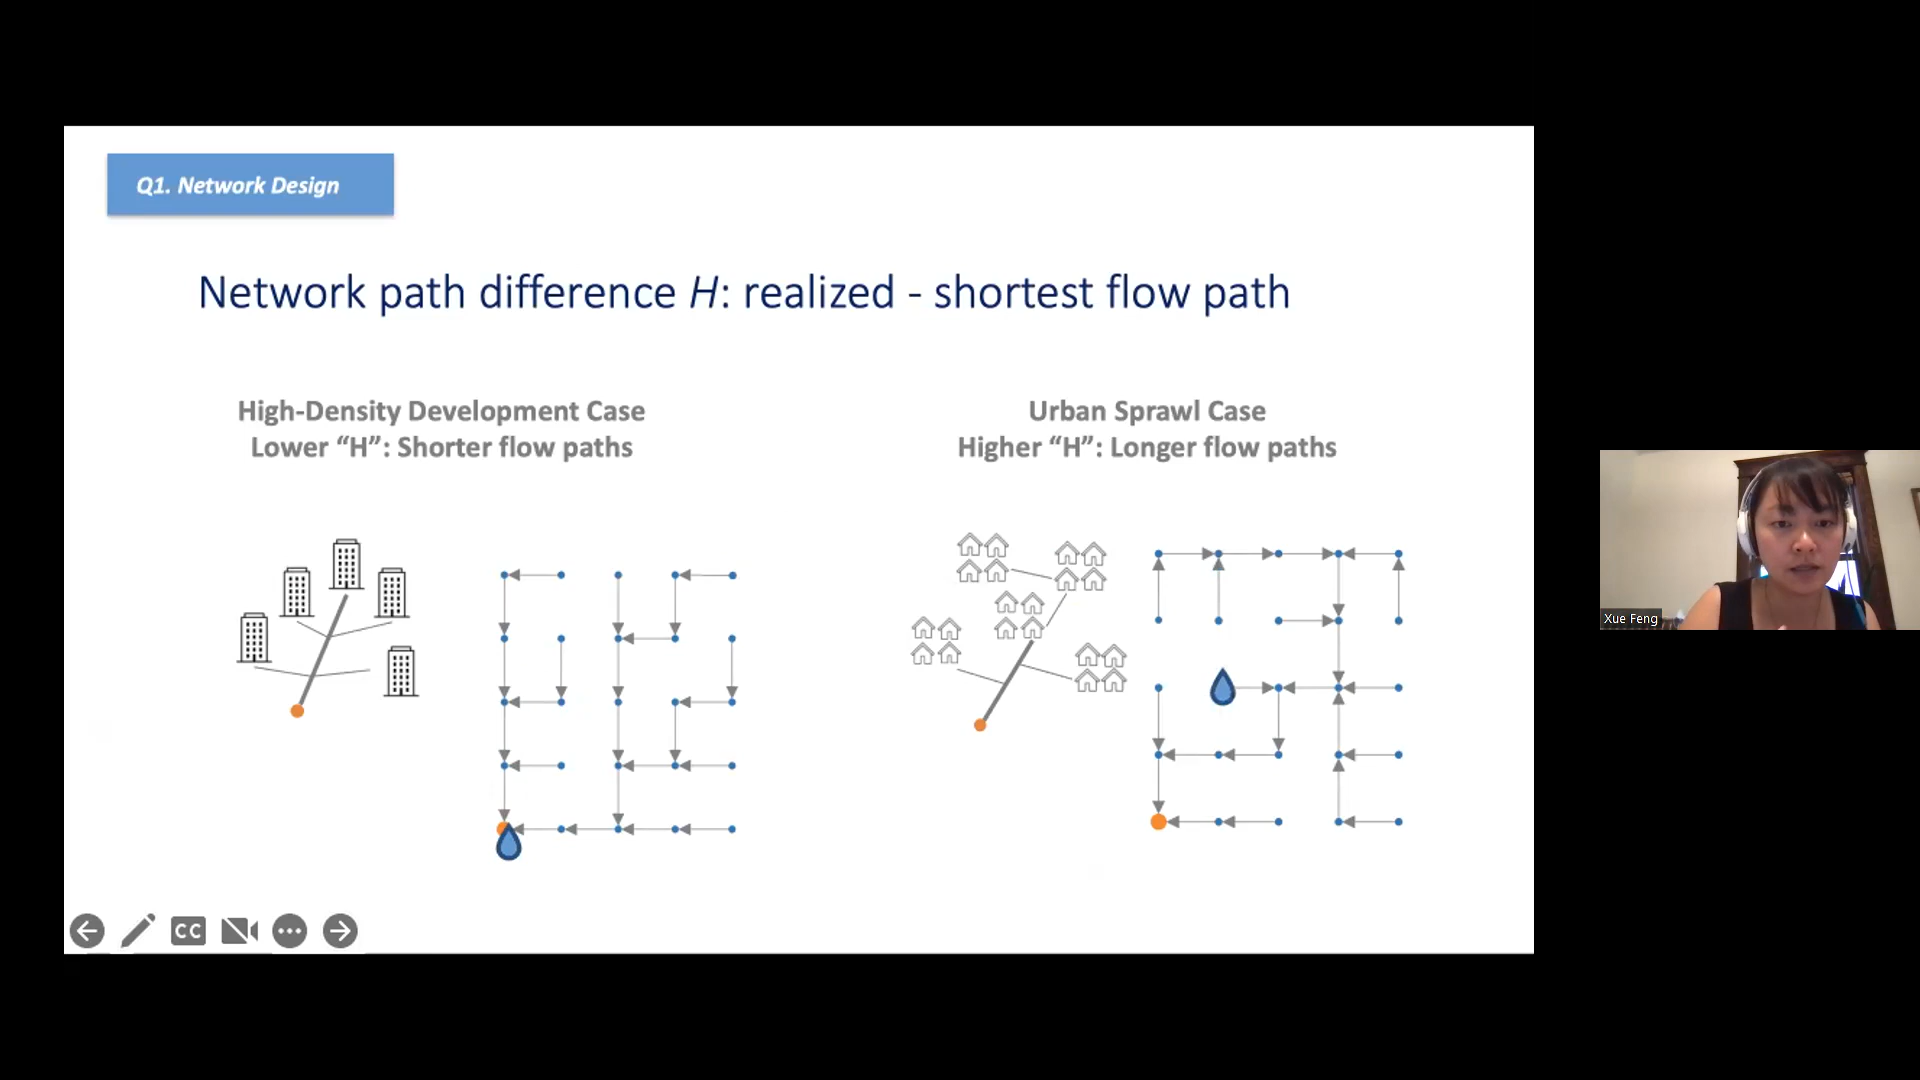 Q1. Network Design
Network path difference H: realized - shortest flow path
High-Density Development Case
Lower “H”: Shorter flow paths
Urban Sprawl Case
Higher “H”: Longer flow paths
Xue Feng
CC